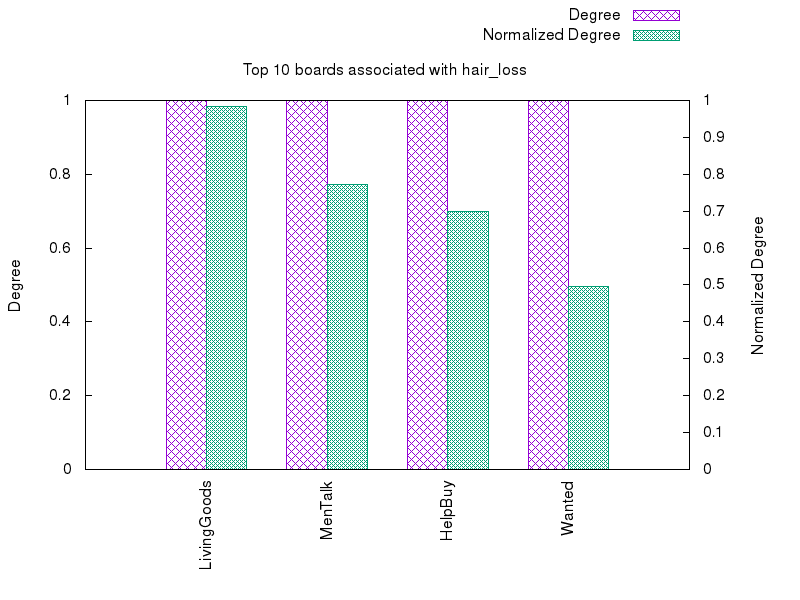 Degree
Normalized Degree
Top 10 boards associated with hair_loss
1
0.8
0.6
0.4
0.2
0
1
0.9
0.8
0.7
0.6
0.5
0.4
0.3
0.2
0.1
0
Degree
Normalized Degree
LivingGoods
MenTalk
HelpBuy
Wanted